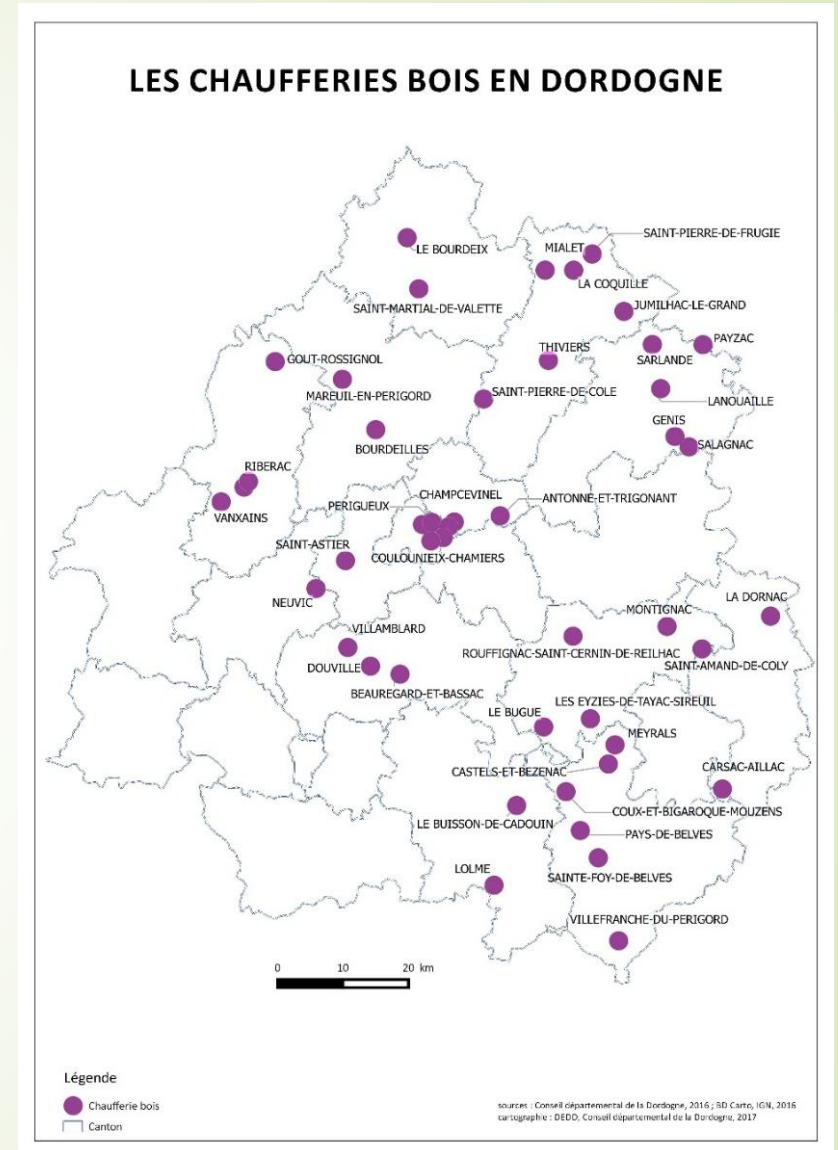 LES CHAUFFERIES BOIS EN DORDOGNE
SAINT-PIERRE-DE-FRUGIE
MIALET
LE BOURDEIX
LA COQUILLE
JUMILHAC-LE-GRAND
SAINT-MARTIAL-DE-VALETTE
PAYZAC
THIVIERS
GOUT-ROSSIGNOL
SARLANDE
SAINT-PIERRE-DE-COLE
MAREUIL-EN-PERIGORD
LANOUAILLE
GENIS
BOURDEILLES
SALAGNAC
RIBERAC
CHAMPCEVINEL
ANTONNE-ET-TRIGONANT
PERIGUEUX
VANXAINS
SAINT-ASTIER
COULOUNIEIX-CHAMIERS
LA DORNAC
NEUVIC
MONTIGNAC
VILLAMBLARD
ROUFFIGNAC-SAINT-CERNIN-DE-REILHAC
DOUVILLE
SAINT-AMAND-DE-COLY
BEAUREGARD-ET-BASSAC
LES EYZIES-DE-TAYAC-SIREUIL
LE BUGUE
MEYRALS
CARSAC-AILLAC
CASTELS-ET-BEZENAC
COUX-ET-BIGAROQUE-MOUZENS
LE BUISSON-DE-CADOUIN
PAYS-DE-BELVES
LOLME
SAINTE-FOY-DE-BELVES
VILLEFRANCHE-DU-PERIGORD
0 10 20 km
Légende
Chaufferie bois
Canton
sources : Conseil départemental de la Dordogne, 2016 ; BD Carto, IGN, 2016
cartographie : DEDD, Conseil départemental de la Dordogne, 2017